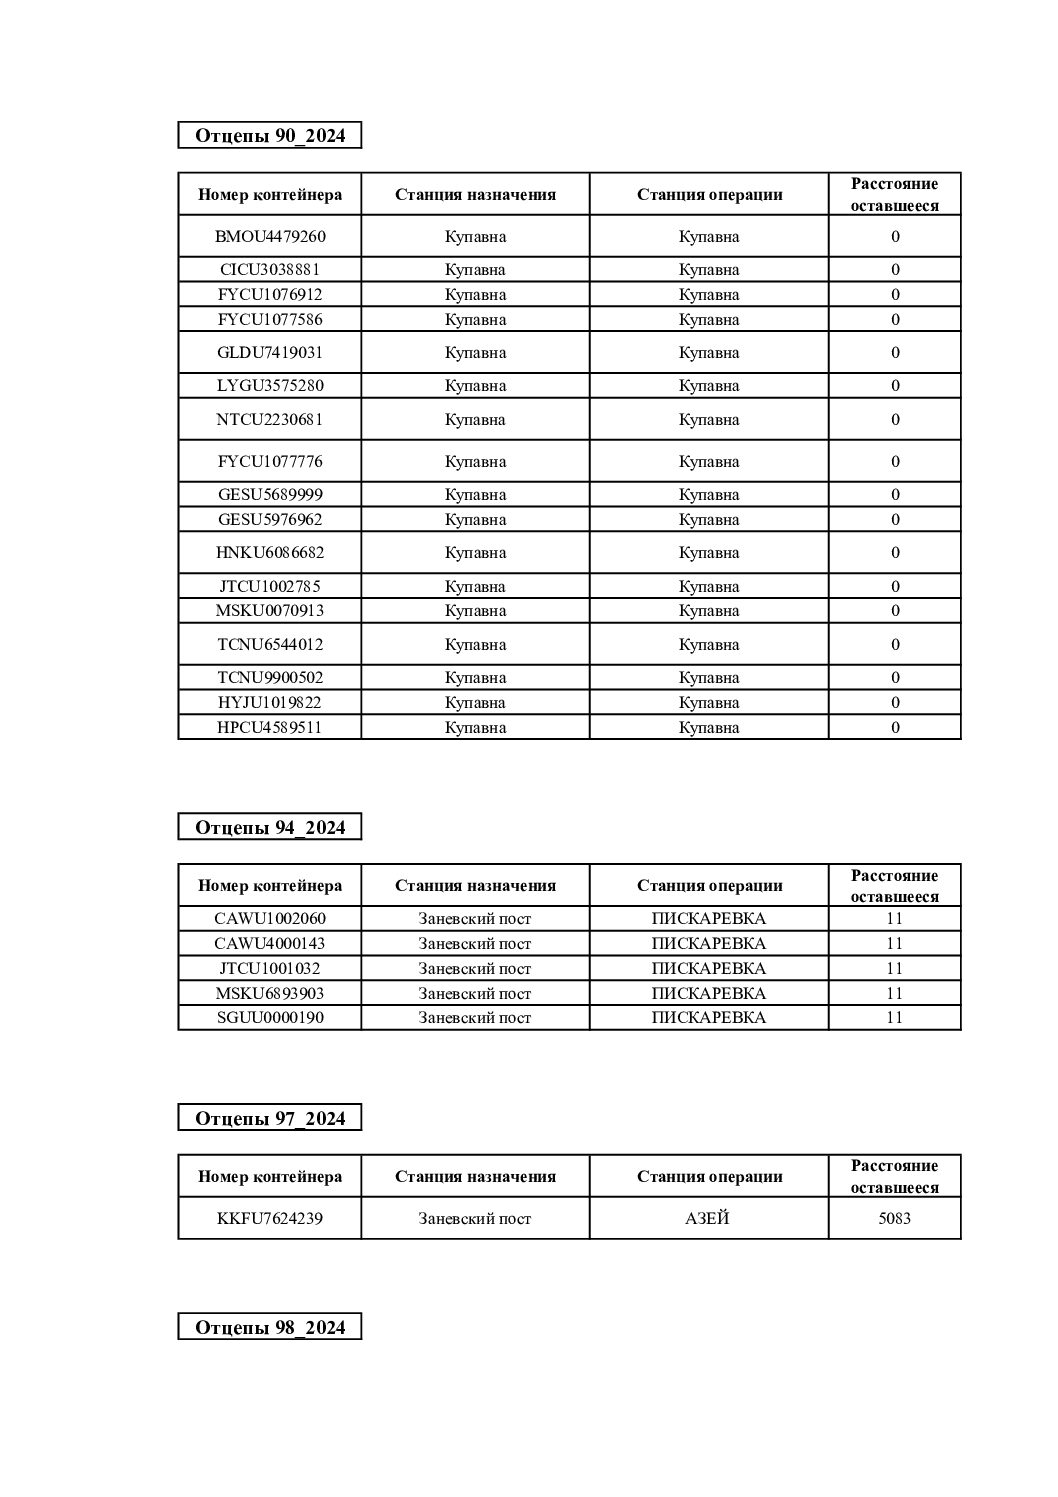 Отцепы 90_2024
Номер контейнера Станция назначения Станция операции Расстояние оставшееся
BMOU4479260 Купавна Купавна 0
CICU3038881 Купавна Купавна 0
FYCU1076912 Купавна Купавна 0
FYCU1077586 Купавна Купавна 0
GLDU7419031 Купавна Купавна 0
LYGU3575280 Купавна Купавна 0
NTCU2230681 Купавна Купавна 0
FYCU1077776 Купавна Купавна 0
GESU5689999 Купавна Купавна 0
GESU5976962 Купавна Купавна 0
HNKU6086682 Купавна Купавна 0
JTCU1002785 Купавна Купавна 0
MSKU0070913 Купавна Купавна 0
TCNU6544012 Купавна Купавна 0
TCNU9900502 Купавна Купавна 0
HYJU1019822 Купавна Купавна 0
HPCU4589511 Купавна Купавна 0
Отцепы 94_2024
Номер контейнера Станция назначения Станция операции Расстояние оставшееся
CAWU1002060 Заневский пост ПИСКАРЕВКА 11
CAWU4000143 Заневский пост ПИСКАРЕВКА 11
JTCU1001032 Заневский пост ПИСКАРЕВКА 11
MSKU6893903 Заневский пост ПИСКАРЕВКА 11
SGUU0000190 Заневский пост ПИСКАРЕВКА 11
Отцепы 97_2024
Номер контейнера Станция назначения Станция операции Расстояние оставшееся
KKFU7624239 Заневский пост АЗЕЙ 5083
Отцепы 98_2024